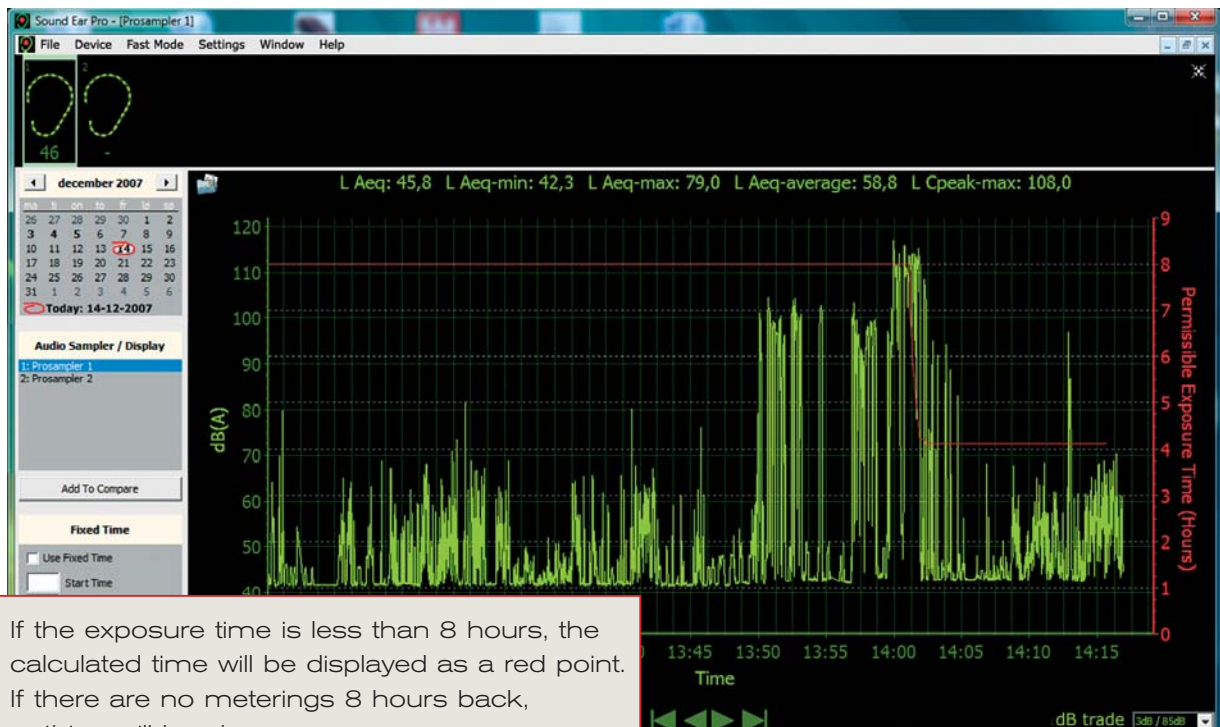 Sound Ear Pro - [Prosampler 1]
File Device Fast Mode Settings Window Help
1 2
46 -
december 2007
ma ti on to fr lø sø
26 27 28 29 30 1 2
3 4 5 6 7 8 9
10 11 12 13 14 15 16
17 18 19 20 21 22 23
24 25 26 27 28 29 30
31 1 2 3 4 5 6
Today: 14-12-2007
Audio Sampler / Display
1: Prosampler 1
2: Prosampler 2
Add To Compare
Fixed Time
Use Fixed Time
Start Time
L Aeq: 45,8 L Aeq-min: 42,3 L Aeq-max: 79,0 L Aeq-average: 58,8 L Cpeak-max: 108,0
120
110
100
90
80
70
60
50
40
dB(A)
9
8
7
6
5
4
3
2
1
0
Permissible Exposure Time (Hours)
13:45 13:50 13:55 14:00 14:05 14:10 14:15
Time
dB trade 3dB / 85dB
If the exposure time is less than 8 hours, the
calculated time will be displayed as a red point.
If there are no meterings 8 hours back,